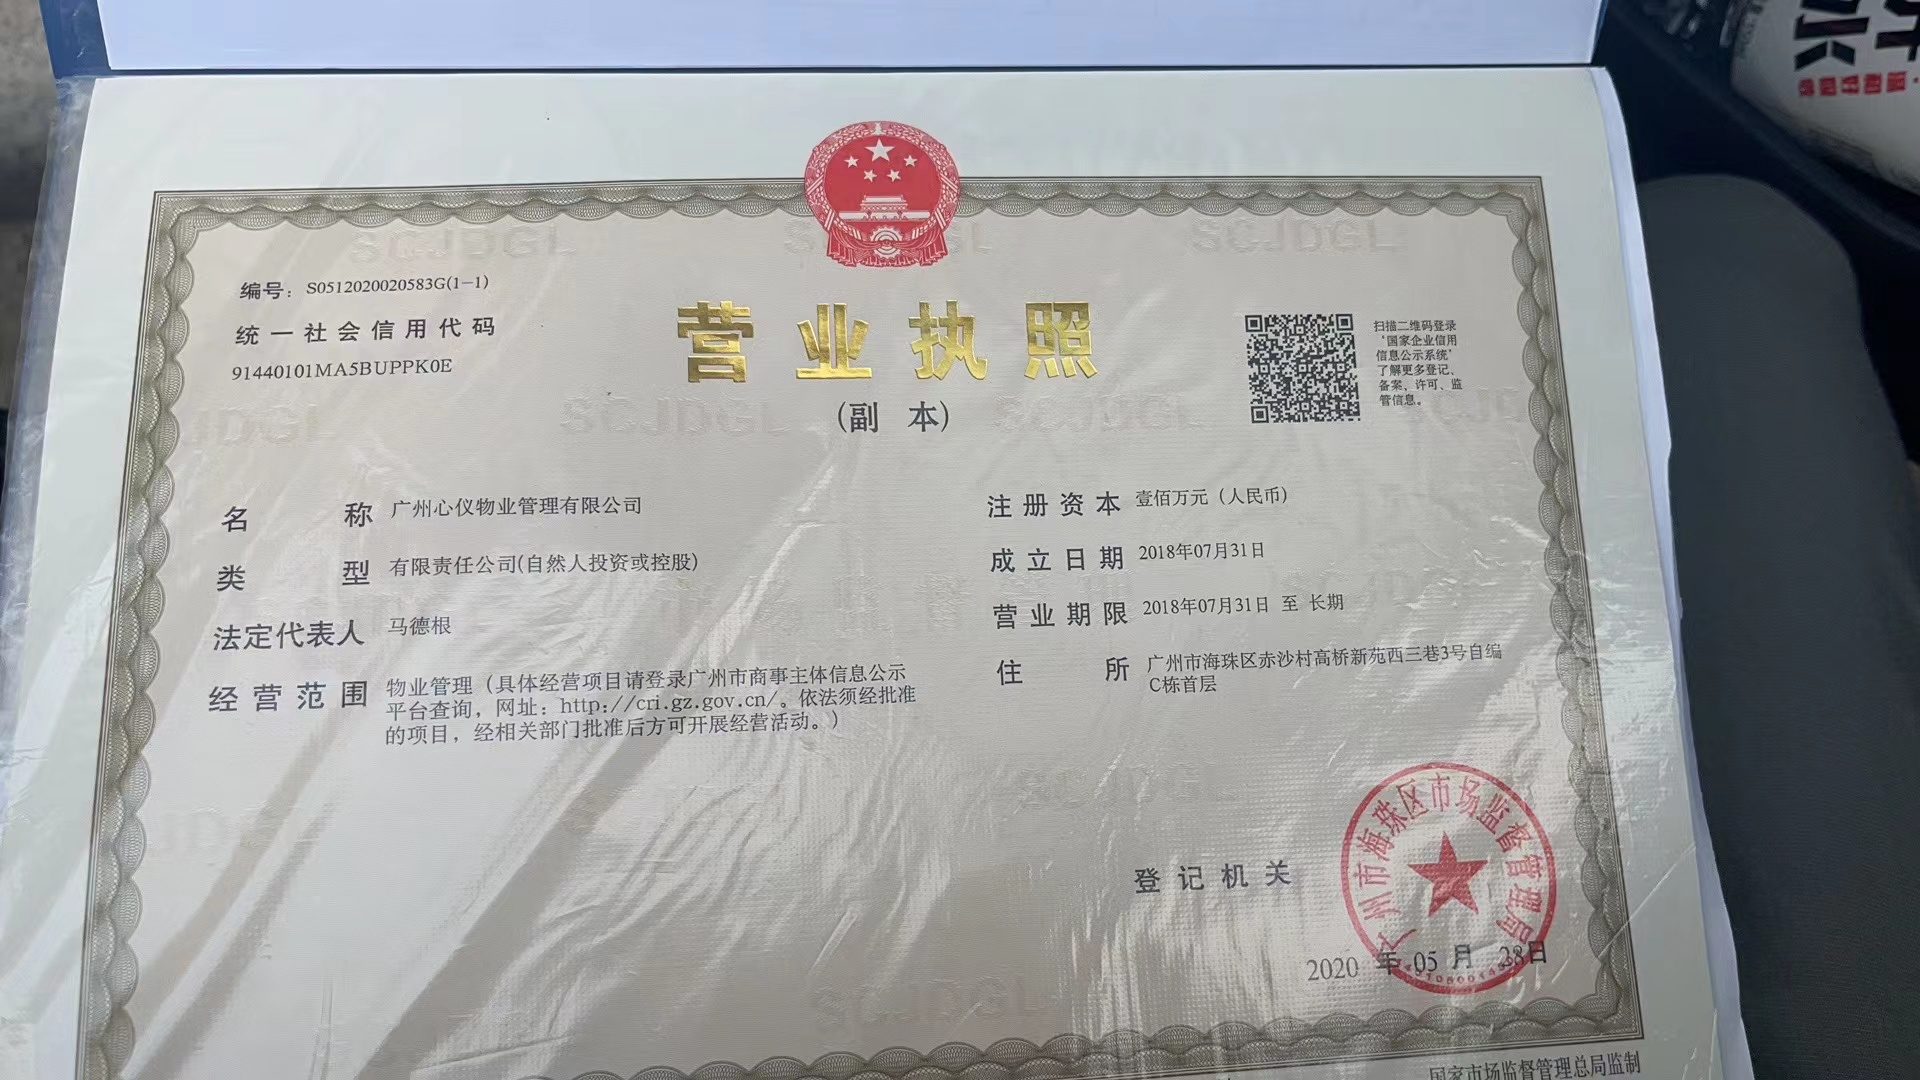 编号：S0512020020583G(1-1)
统一社会信用代码
91440101MA5BUPPK0E
营业执照
(副 本)
扫描二维码登录
‘国家企业信用
信息公示系统’
了解更多登记、
备案、许可、监
管信息。
名 称 广州心仪物业管理有限公司
类 型 有限责任公司(自然人投资或控股)
法定代表人 马德根
经营范围 物业管理（具体经营项目请登录广州市商事主体信息公示
平台查询，网址：http://cri.gz.gov.cn/。依法须经批准
的项目，经相关部门批准后方可开展经营活动。）
注册资本 壹佰万元（人民币）
成立日期 2018年07月31日
营业期限 2018年07月31日 至 长期
住 所 广州市海珠区赤沙村高桥新苑西三巷3号自编
C栋首层
登记机关
广州市海珠区市场监督管理局
2020 年 05 月 28日
国家市场监督管理总局监制
SCJDGL